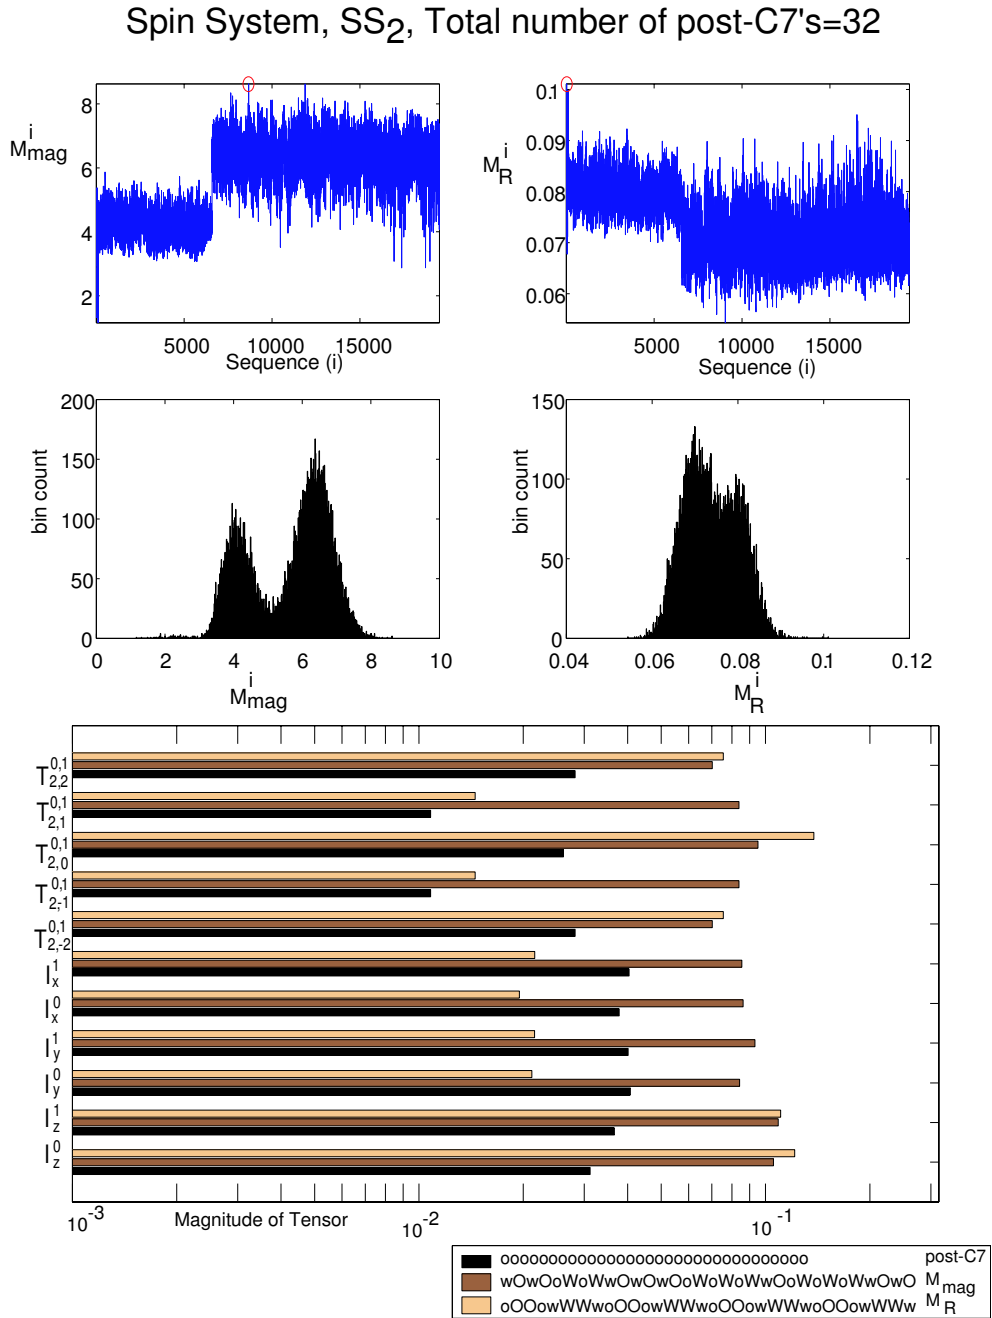 Spin System, SS2, Total number of post-C7's=32
M^i_mag
8
6
4
2
5000 10000 15000
Sequence (i)
M^i_R
0.1
0.09
0.08
0.07
0.06
5000 10000 15000
Sequence (i)
bin count
200
150
100
50
0
0 2 4 6 8 10
M^i_mag
bin count
150
100
50
0
0.04 0.06 0.08 0.1 0.12
M^i_R
T^0,1_2,2
T^0,1_2,1
T^0,1_2,0
T^0,1_2,-1
T^0,1_2,-2
I^1_x
I^0_x
I^1_y
I^0_y
I^1_z
I^0_z
10^-3 10^-2 10^-1
Magnitude of Tensor
oooooooooooooooooooooooooooooooo post-C7
wOwOoWoWwOwOwOoWoWoWwOoWoWoWwOwO M_mag
oOOowWWwoOOowWWwoOOowWWwoOOowWWw M_R